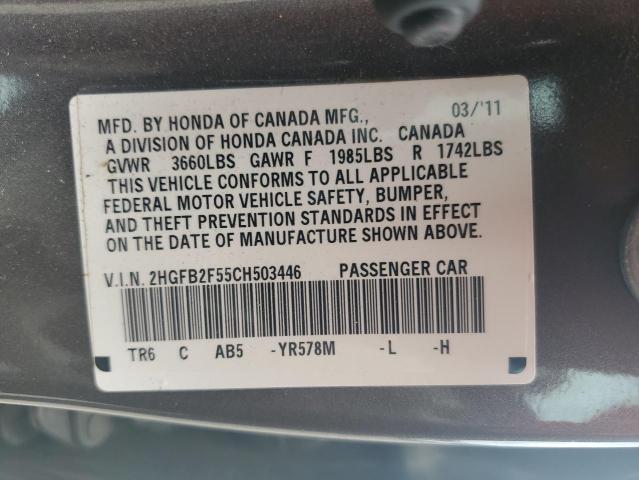 MFD. BY HONDA OF CANADA MFG., 03/'11
A DIVISION OF HONDA CANADA INC. CANADA
GVWR 3660LBS GAWR F 1985LBS R 1742LBS
THIS VEHICLE CONFORMS TO ALL APPLICABLE
FEDERAL MOTOR VEHICLE SAFETY, BUMPER,
AND THEFT PREVENTION STANDARDS IN EFFECT
ON THE DATE OF MANUFACTURE SHOWN ABOVE.
V.I.N. 2HGFB2F55CH503446 PASSENGER CAR
TR6 C AB5 -YR578M -L -H